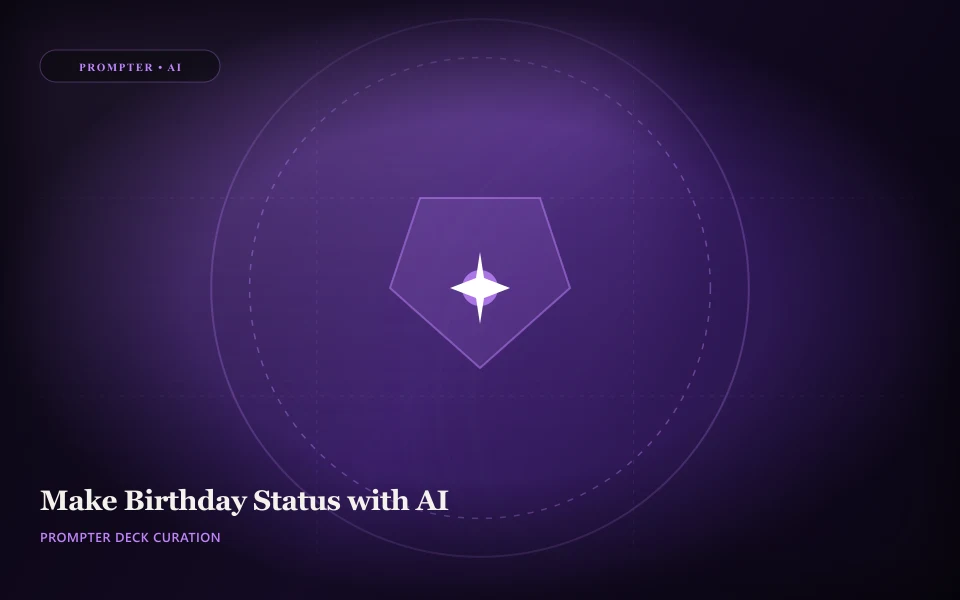 PROMPTER • AI
Make Birthday Status with AI
PROMPTER DECK CURATION